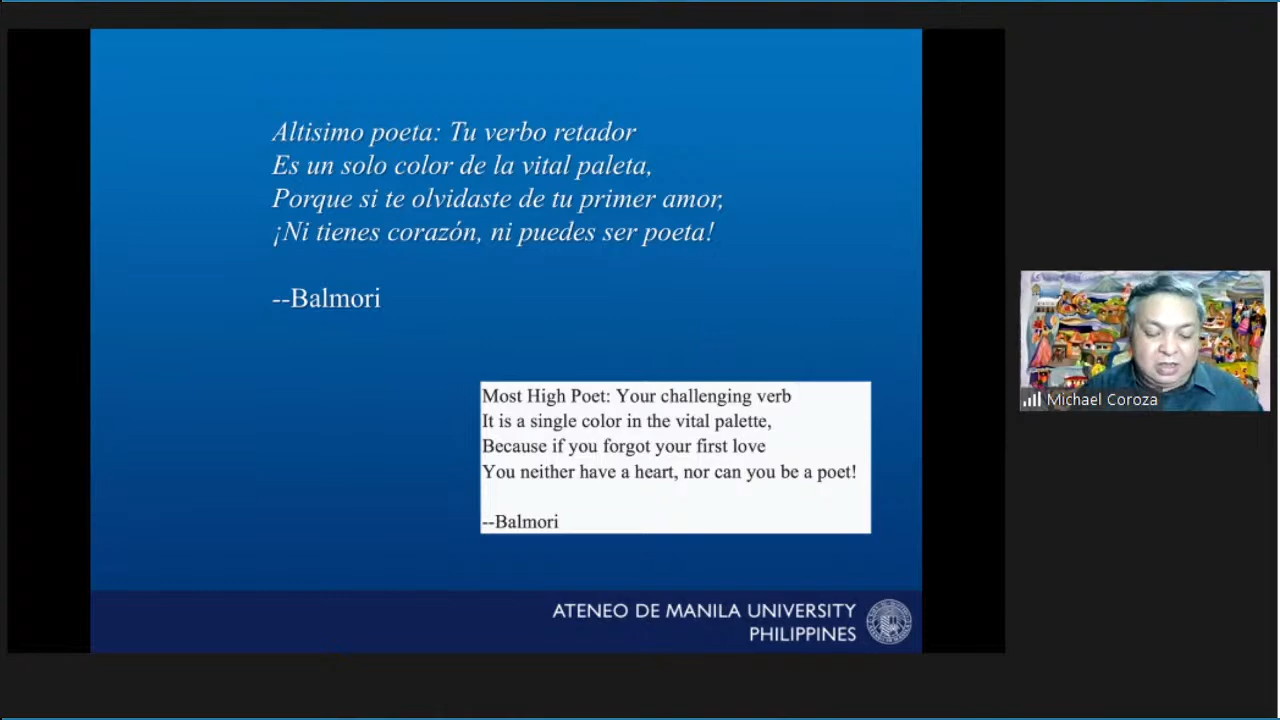 Altisimo poeta: Tu verbo retador
Es un solo color de la vital paleta,
Porque si te olvidaste de tu primer amor,
¡Ni tienes corazón, ni puedes ser poeta!
--Balmori
Most High Poet: Your challenging verb
It is a single color in the vital palette,
Because if you forgot your first love
You neither have a heart, nor can you be a poet!
--Balmori
ATENEO DE MANILA UNIVERSITY
PHILIPPINES
Michael Coroza